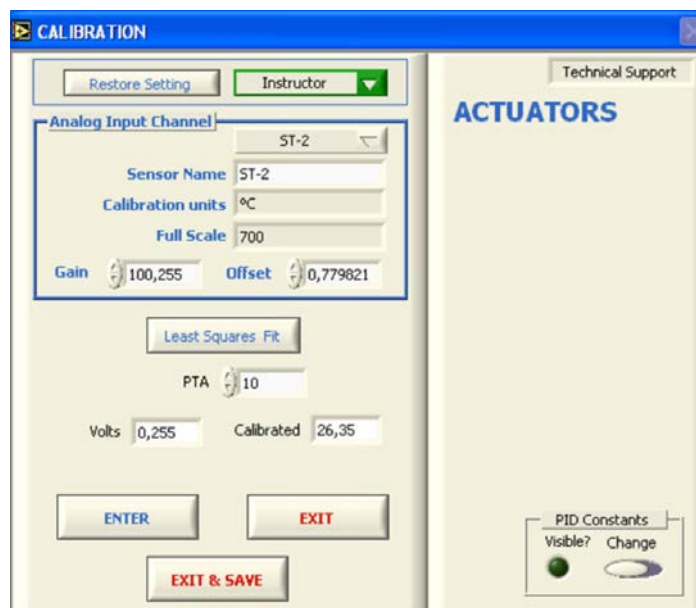 CALIBRATION
Restore Setting
Instructor
Technical Support
ACTUATORS
Analog Input Channel
ST-2
Sensor Name ST-2
Calibration units ºC
Full Scale 700
Gain 100,255 Offset 0,779821
Least Squares Fit
PTA 10
Volts 0,255 Calibrated 26,35
ENTER
EXIT
EXIT & SAVE
PID Constants
Visible? Change